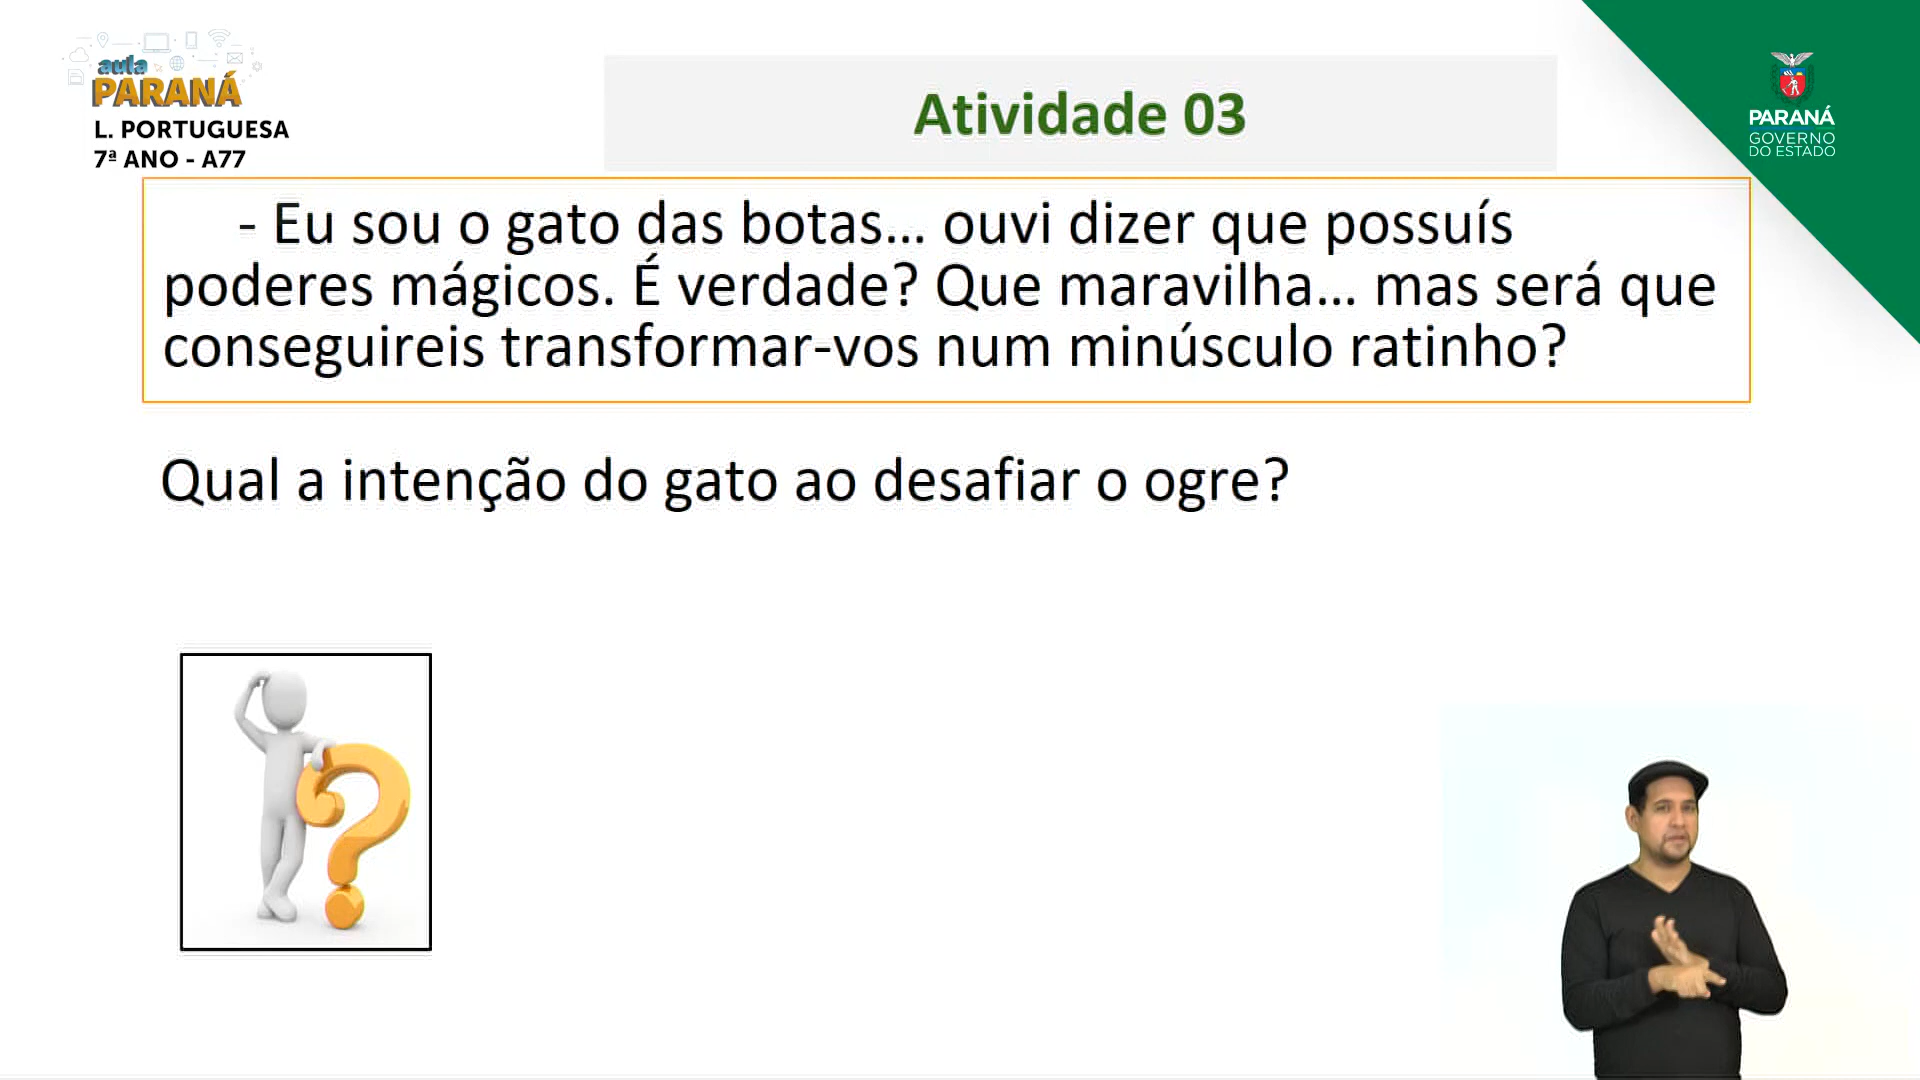 aula
PARANÁ
L. PORTUGUESA
7ª ANO - A77
Atividade 03
PARANÁ
GOVERNO
DO ESTADO
- Eu sou o gato das botas... ouvi dizer que possuís
poderes mágicos. É verdade? Que maravilha... mas será que
conseguireis transformar-vos num minúsculo ratinho?
Qual a intenção do gato ao desafiar o ogre?